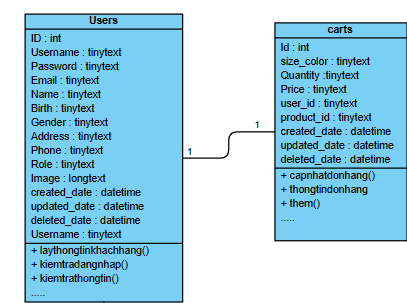 Users
ID : int
Username : tinytext
Password : tinytext
Email : tinytext
Name : tinytext
Birth : tinytext
Gender : tinytext
Address : tinytext
Phone : tinytext
Role : tinytext
Image : longtext
created_date : datetime
updated_date : datetime
deleted_date : datetime
Username : tinytext
+ laythongtinkhachhang()
+ kiemtradangnhap()
+ kiemtrathongtin()
.....
1
1
carts
Id : int
size_color : tinytext
Quantity :tinytext
Price : tinytext
user_id : tinytext
product_id : tinytext
created_date : datetime
updated_date : datetime
deleted_date : datetime
+ capnhatdonhang()
+ thongtindonhang
+ them()
.....